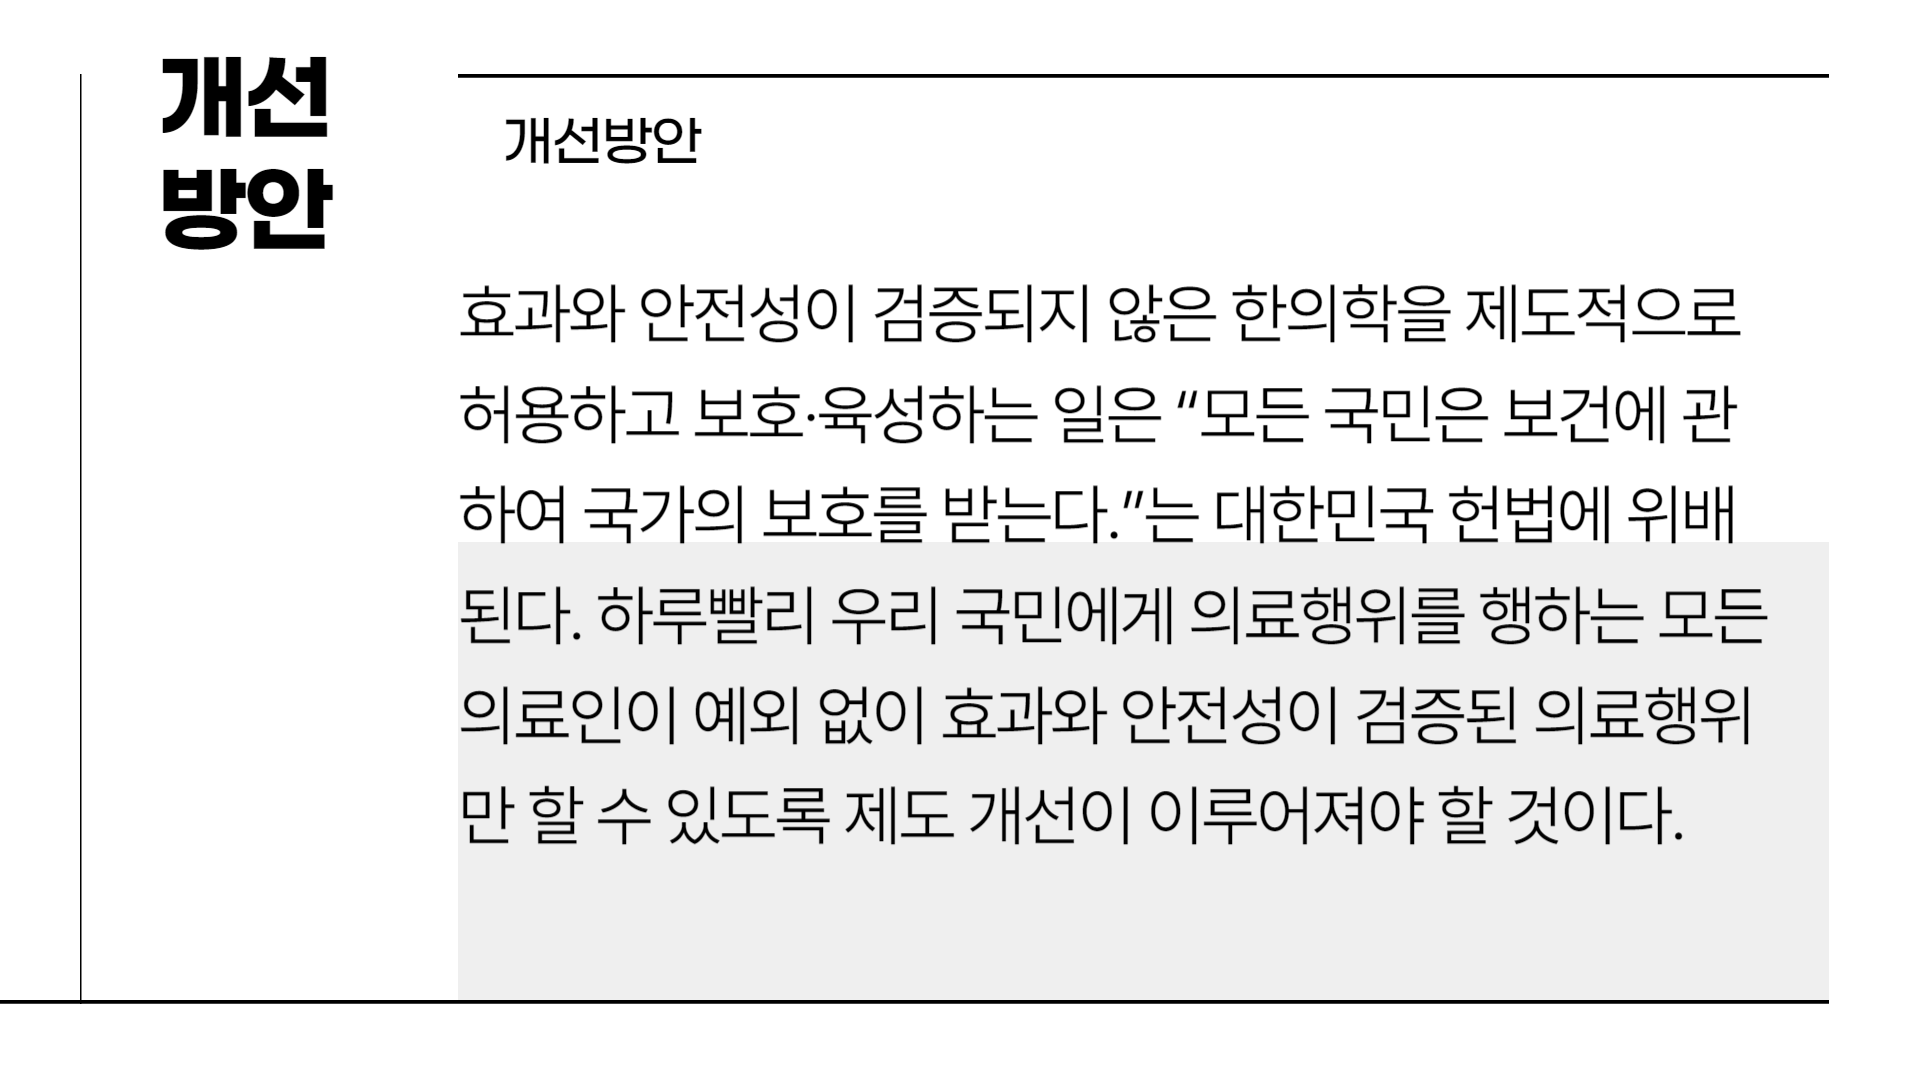 개선
방안
개선방안
효과와 안전성이 검증되지 않은 한의학을 제도적으로
허용하고 보호·육성하는 일은 “모든 국민은 보건에 관
하여 국가의 보호를 받는다.”는 대한민국 헌법에 위배
된다. 하루빨리 우리 국민에게 의료행위를 행하는 모든
의료인이 예외 없이 효과와 안전성이 검증된 의료행위
만 할 수 있도록 제도 개선이 이루어져야 할 것이다.